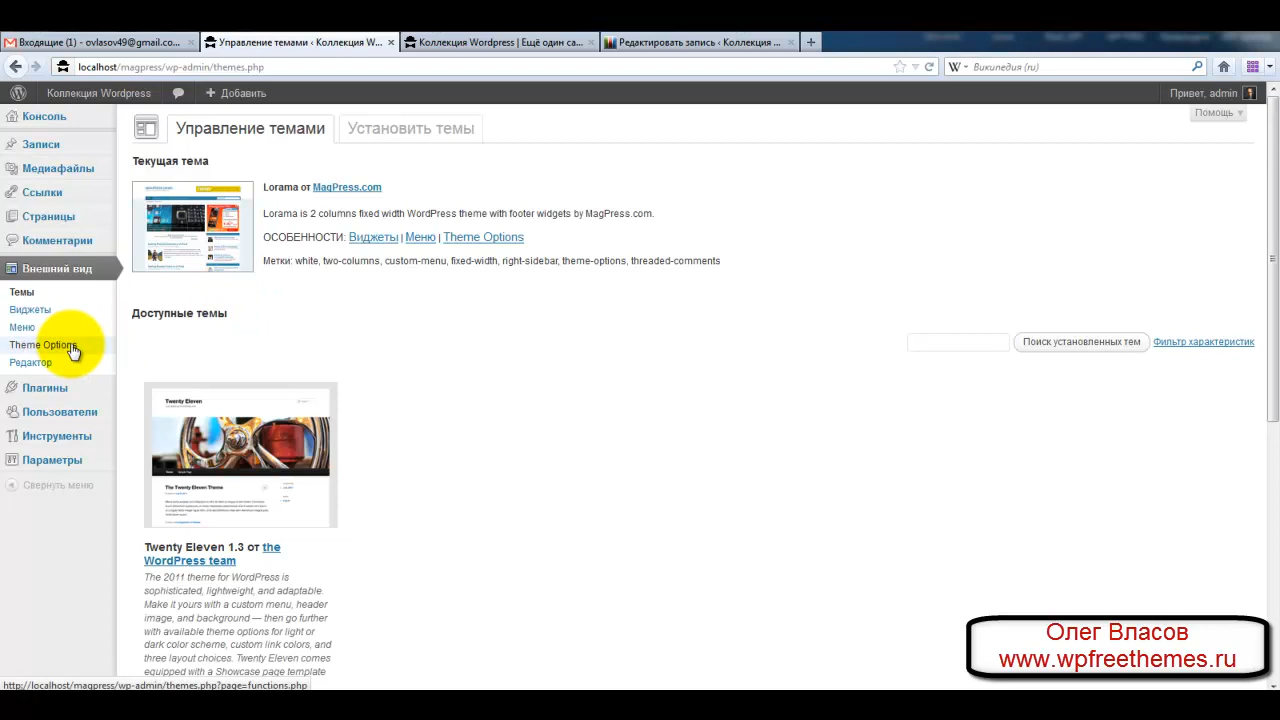 Входящие (1) - ovlasov49@gmail.co...
Управление темами ‹ Коллекция W...
Коллекция Wordpress | Ещё один са...
Редактировать запись ‹ Коллекция ...
localhost/magpress/wp-admin/themes.php
Википедия (ru)
Коллекция Wordpress
Добавить
Привет, admin
Консоль
Записи
Медиафайлы
Ссылки
Страницы
Комментарии
Внешний вид
Темы
Виджеты
Меню
Theme Options
Редактор
Плагины
Пользователи
Инструменты
Параметры
Свернуть меню
Помощь
Управление темами
Установить темы
Текущая тема
Lorama от MagPress.com
Lorama is 2 columns fixed width WordPress theme with footer widgets by MagPress.com.
ОСОБЕННОСТИ: Виджеты | Меню | Theme Options
Метки: white, two-columns, custom-menu, fixed-width, right-sidebar, theme-options, threaded-comments
Доступные темы
Поиск установленных тем
Фильтр характеристик
Twenty Eleven
The Twenty Eleven Theme
Twenty Eleven 1.3 от the
WordPress team
The 2011 theme for WordPress is
sophisticated, lightweight, and adaptable.
Make it yours with a custom menu, header
image, and background — then go further
with available theme options for light or
dark color scheme, custom link colors, and
three layout choices. Twenty Eleven comes
equipped with a Showcase page template
Олег Власов
www.wpfreethemes.ru
http://localhost/magpress/wp-admin/themes.php?page=functions.php